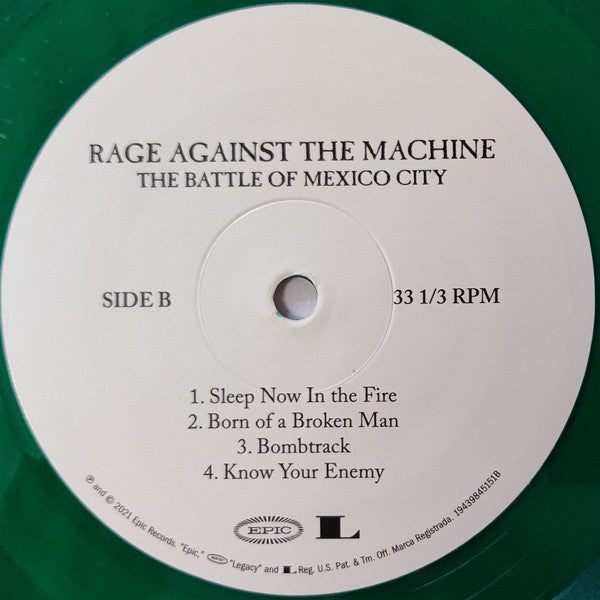 RAGE AGAINST THE MACHINE
THE BATTLE OF MEXICO CITY
SIDE B
33 1/3 RPM
1. Sleep Now In the Fire
2. Born of a Broken Man
3. Bombtrack
4. Know Your Enemy
EPIC L
℗ and © 2021 Epic Records. "Epic," EPIC "Legacy" and L Reg. U.S. Pat. & Tm. Off. Marca Registrada. 19439845151B